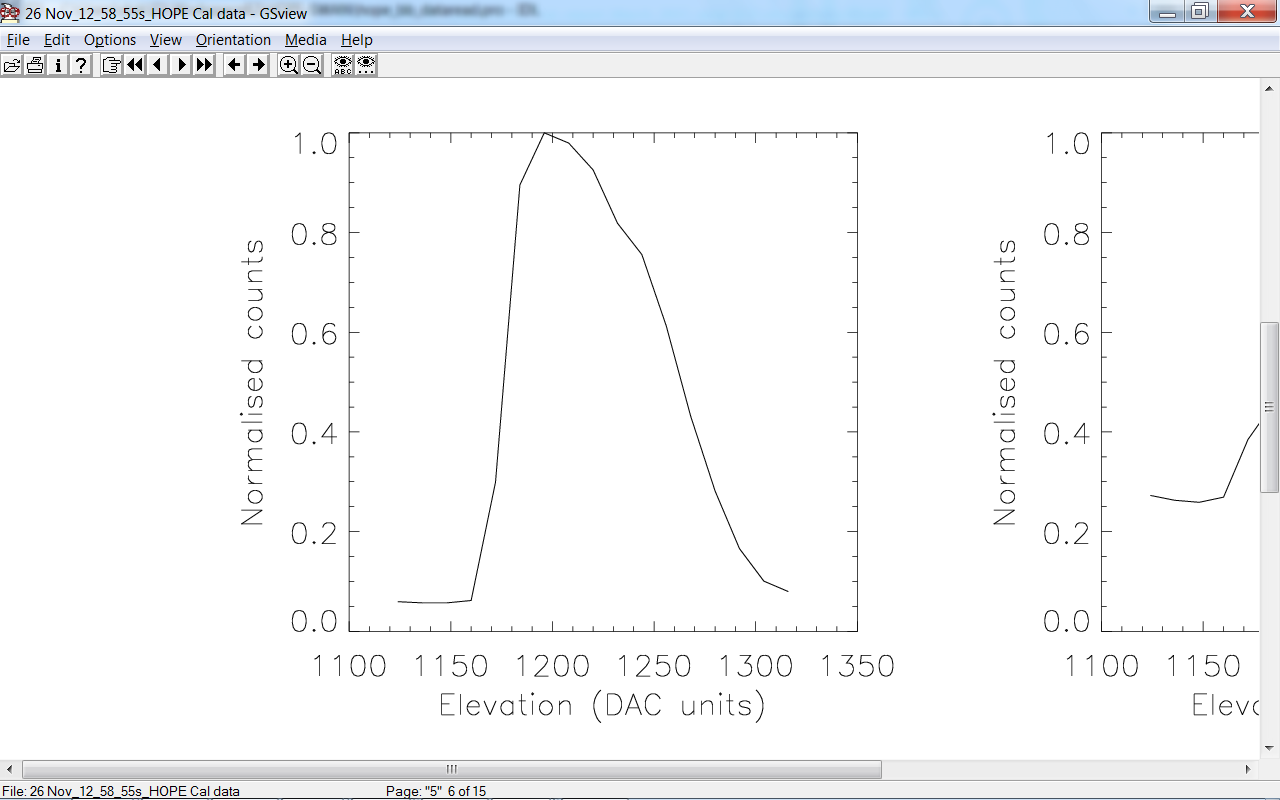 26 Nov_12_58_55s_HOPE Cal data - GSview
File Edit Options View Orientation Media Help
1.0
0.8
0.6
0.4
0.2
0.0
Normalised counts
1100 1150 1200 1250 1300 1350
Elevation (DAC units)
1.0
0.8
0.6
0.4
0.2
0.0
Normalised counts
1100 1150
Eleva
File: 26 Nov_12_58_55s_HOPE Cal data Page: "5" 6 of 15